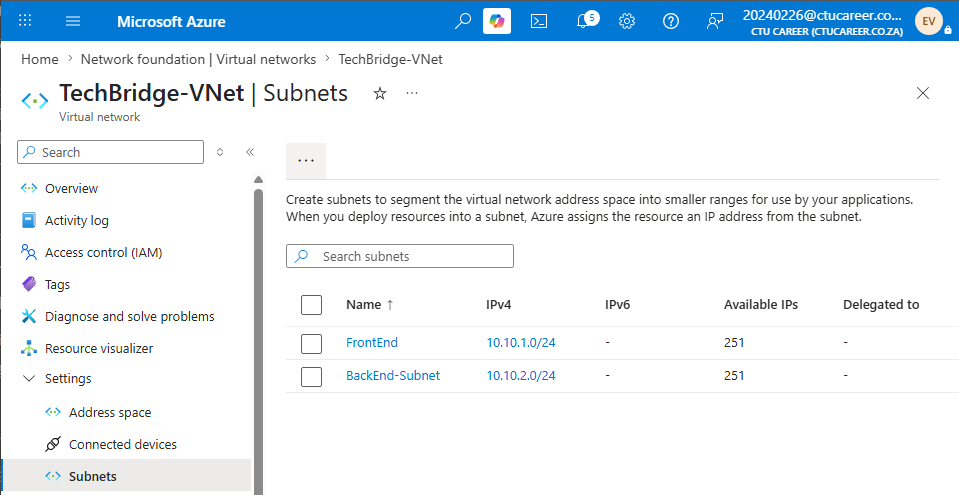 Microsoft Azure
5
20240226@ctucareer.co...
CTU CAREER (CTUCAREER.CO.ZA)
EV
Home > Network foundation | Virtual networks > TechBridge-VNet
TechBridge-VNet | Subnets
Virtual network
Search
Overview
Activity log
Access control (IAM)
Tags
Diagnose and solve problems
Resource visualizer
Settings
Address space
Connected devices
Subnets
Create subnets to segment the virtual network address space into smaller ranges for use by your applications.
When you deploy resources into a subnet, Azure assigns the resource an IP address from the subnet.
Search subnets
Name ↑ IPv4 IPv6 Available IPs Delegated to
FrontEnd 10.10.1.0/24 - 251 -
BackEnd-Subnet 10.10.2.0/24 - 251 -